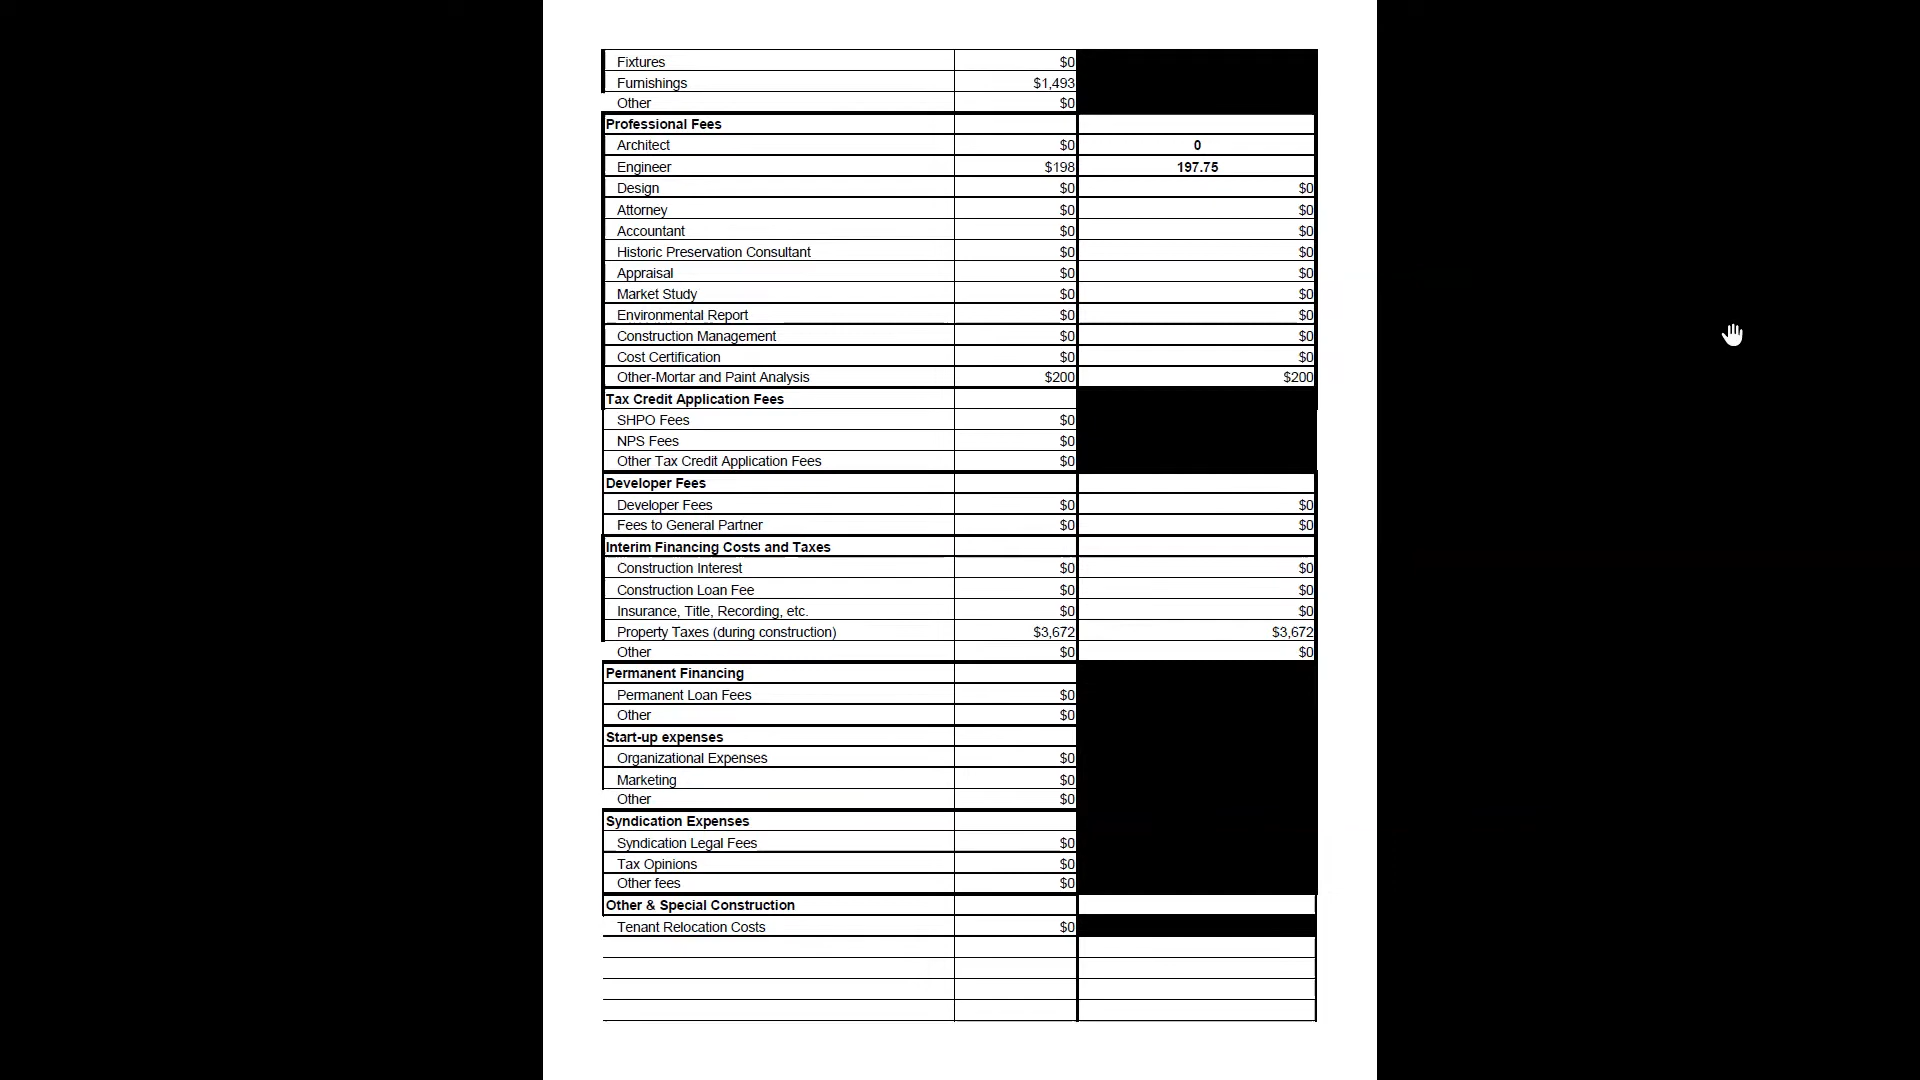 Fixtures $0
Furnishings $1,493
Other $0
Professional Fees
Architect $0 0
Engineer $198 197.75
Design $0 $0
Attorney $0 $0
Accountant $0 $0
Historic Preservation Consultant $0 $0
Appraisal $0 $0
Market Study $0 $0
Environmental Report $0 $0
Construction Management $0 $0
Cost Certification $0 $0
Other-Mortar and Paint Analysis $200 $200
Tax Credit Application Fees
SHPO Fees $0
NPS Fees $0
Other Tax Credit Application Fees $0
Developer Fees
Developer Fees $0 $0
Fees to General Partner $0 $0
Interim Financing Costs and Taxes
Construction Interest $0 $0
Construction Loan Fee $0 $0
Insurance, Title, Recording, etc. $0 $0
Property Taxes (during construction) $3,672 $3,672
Other $0 $0
Permanent Financing
Permanent Loan Fees $0
Other $0
Start-up expenses
Organizational Expenses $0
Marketing $0
Other $0
Syndication Expenses
Syndication Legal Fees $0
Tax Opinions $0
Other fees $0
Other & Special Construction
Tenant Relocation Costs $0